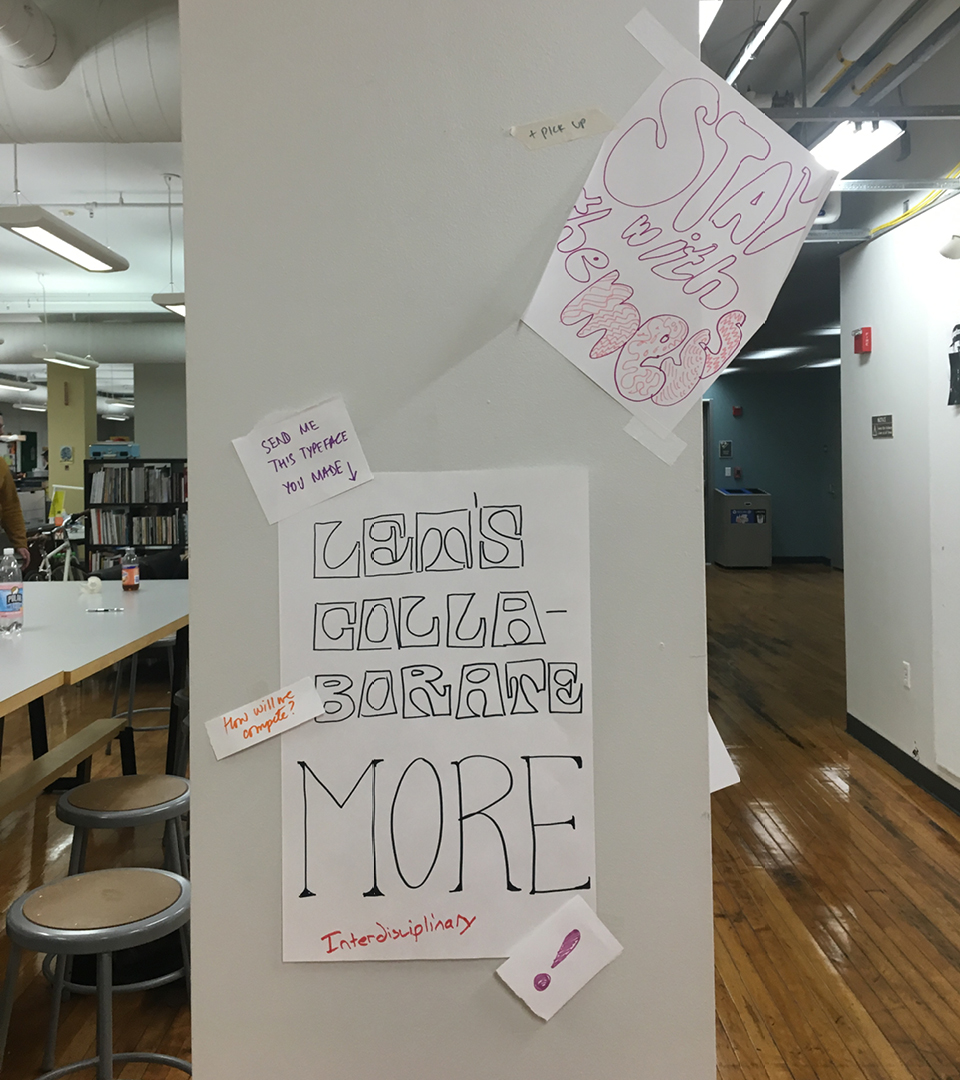 + PICK UP
STAY
with
the
mess
SEND ME
THIS TYPEFACE
YOU MADE ↓
LET'S
COLLA-
BORATE
How will we
compete?
MORE
Interdisciplinary
!